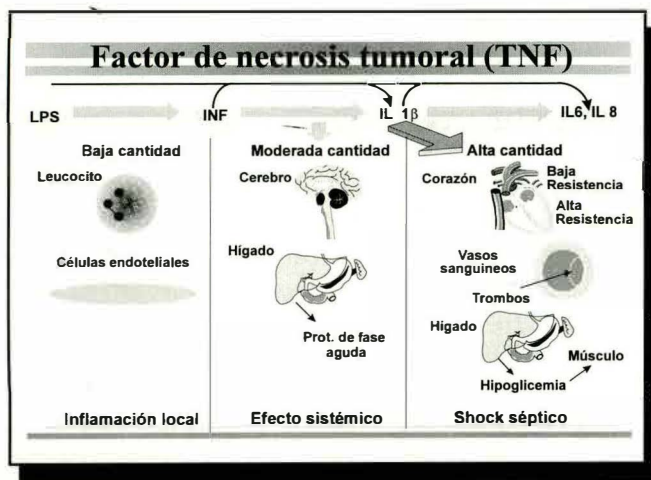 Factor de necrosis tumoral (TNF)
LPS INF IL 1β IL6, IL 8
Baja cantidad
Leucocito
Células endoteliales
Inflamación local
Moderada cantidad
Cerebro
Hígado
Prot. de fase
aguda
Efecto sistémico
Alta cantidad
Corazón
Baja
Resistencia
Alta
Resistencia
Vasos
sanguineos
Trombos
Hígado
Músculo
Hipoglicemia
Shock séptico